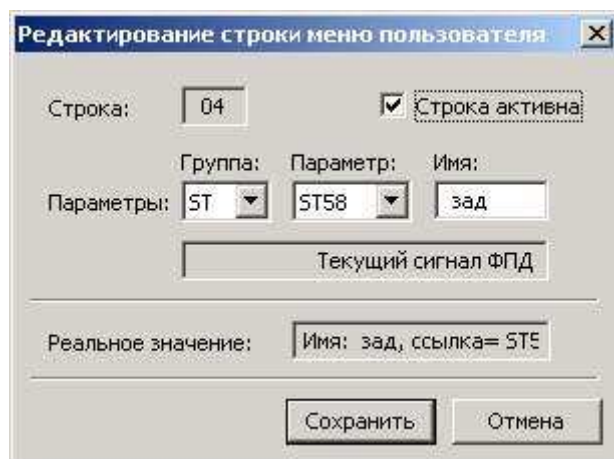 Редактирование строки меню пользователя
Строка: 04 Строка активна
Группа: Параметр: Имя:
Параметры: ST ST58 зад
Текущий сигнал ФПД
Реальное значение: Имя: зад, ссылка= ST5
Сохранить Отмена